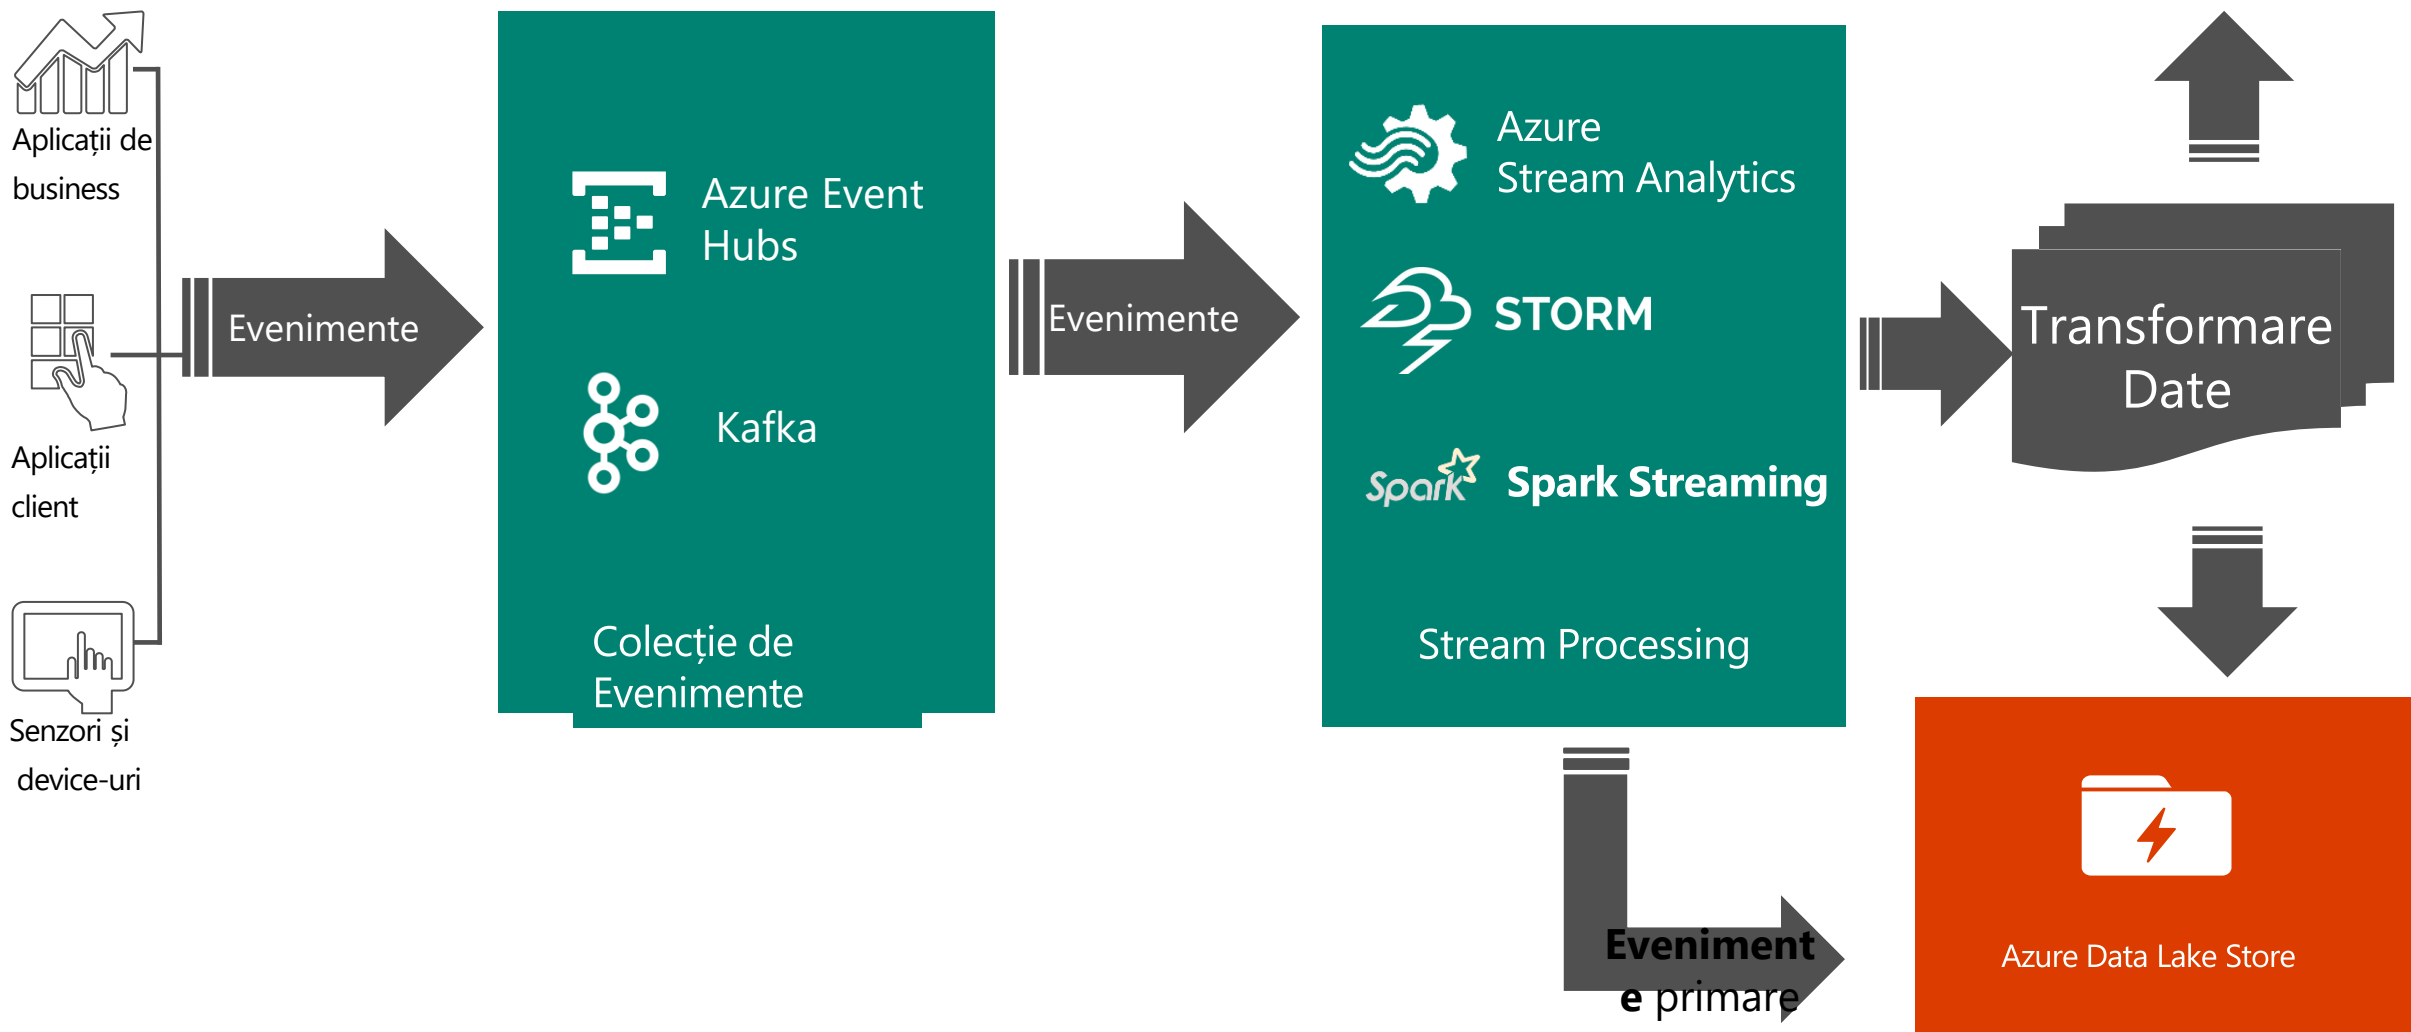 Aplicații de
business
Aplicații
client
Senzori și
device-uri
Evenimente
Azure Event
Hubs
Kafka
Colecție de
Evenimente
Evenimente
Azure
Stream Analytics
STORM
Spark
Spark Streaming
Stream Processing
Transformare
Date
Eveniment
e primare
Azure Data Lake Store